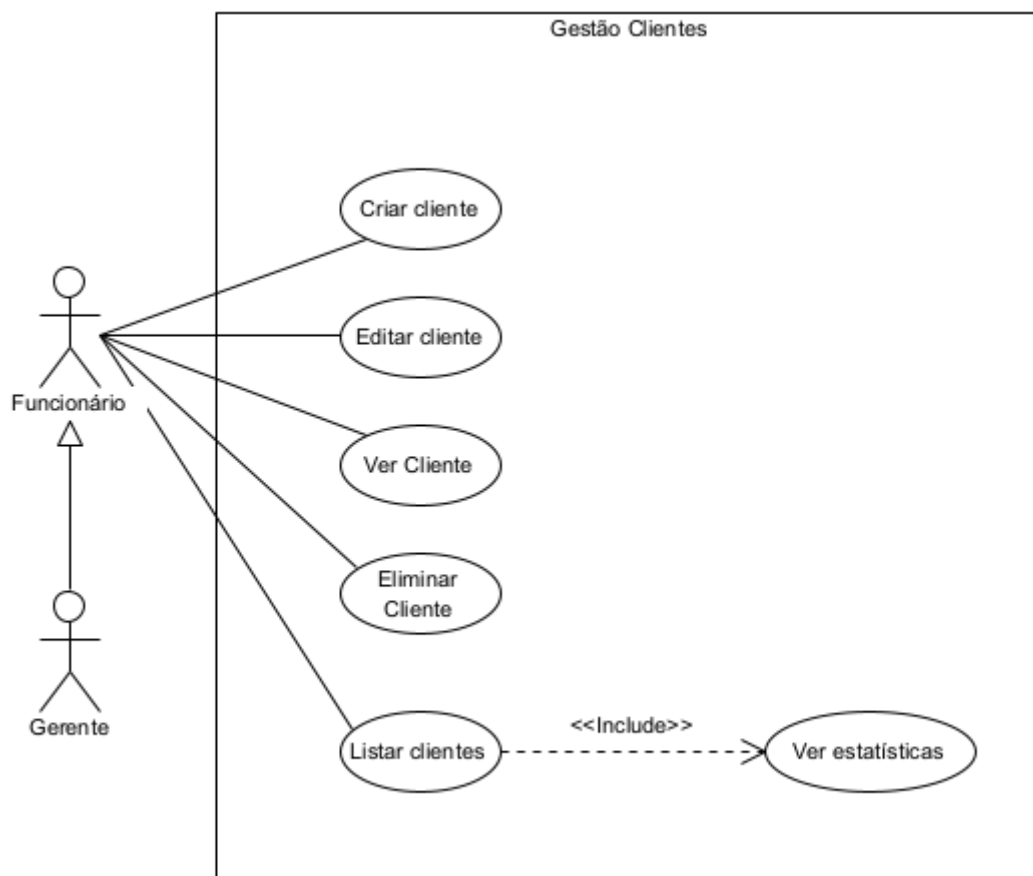 Gestão Clientes
Criar cliente
Editar cliente
Funcionário
Ver Cliente
Eliminar
Cliente
Gerente
Listar clientes
<<Include>>
Ver estatísticas